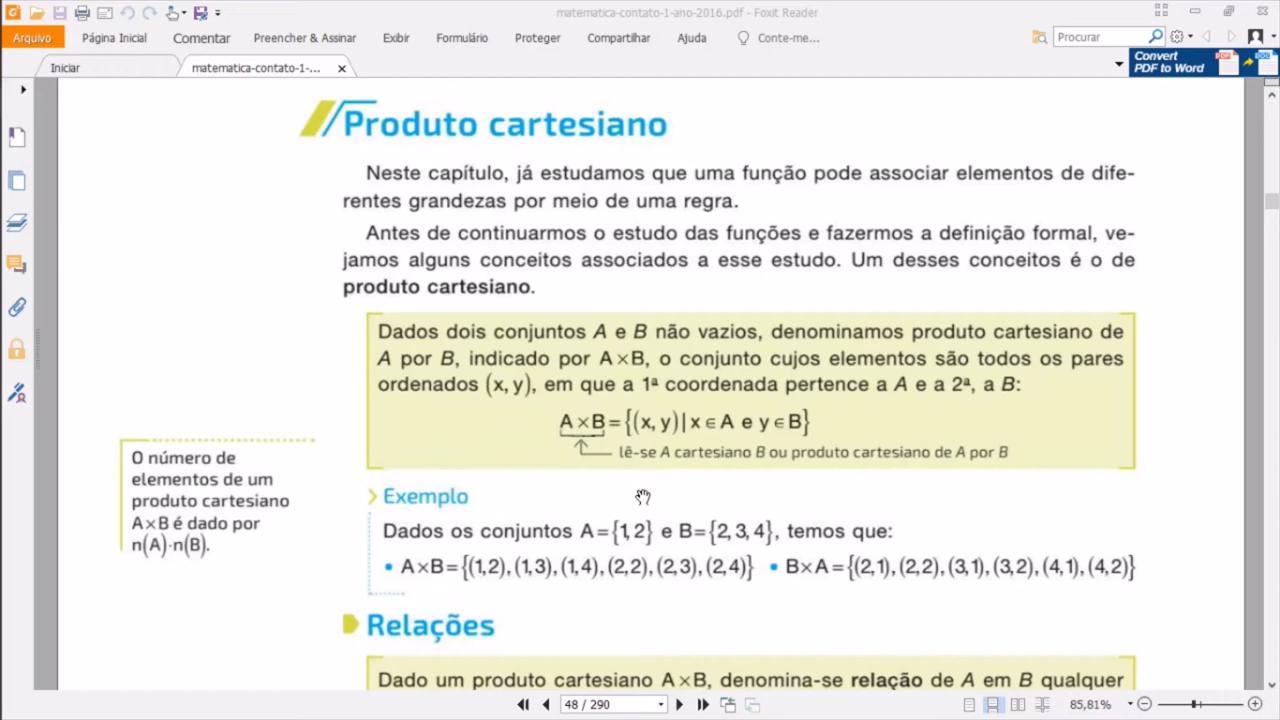 matematica-contato-1-ano-2016.pdf - Foxit Reader
Arquivo Página Inicial Comentar Preencher & Assinar Exibir Formulário Proteger Compartilhar Ajuda Conte-me... Procurar
Iniciar matematica-contato-1-...
Convert
PDF to Word
Produto cartesiano
Neste capítulo, já estudamos que uma função pode associar elementos de dife-
rentes grandezas por meio de uma regra.
Antes de continuarmos o estudo das funções e fazermos a definição formal, ve-
jamos alguns conceitos associados a esse estudo. Um desses conceitos é o de
produto cartesiano.
Dados dois conjuntos A e B não vazios, denominamos produto cartesiano de
A por B, indicado por A×B, o conjunto cujos elementos são todos os pares
ordenados (x, y), em que a 1ª coordenada pertence a A e a 2ª, a B:
A×B={(x, y)|x∈A e y∈B}
lê-se A cartesiano B ou produto cartesiano de A por B
O número de
elementos de um
produto cartesiano
A×B é dado por
n(A)·n(B).
Exemplo
Dados os conjuntos A={1,2} e B={2,3,4}, temos que:
• A×B={(1,2),(1,3),(1,4),(2,2),(2,3),(2,4)} • B×A={(2,1),(2,2),(3,1),(3,2),(4,1),(4,2)}
Relações
Dado um produto cartesiano A×B, denomina-se relação de A em B qualquer
48 / 290 85,81%